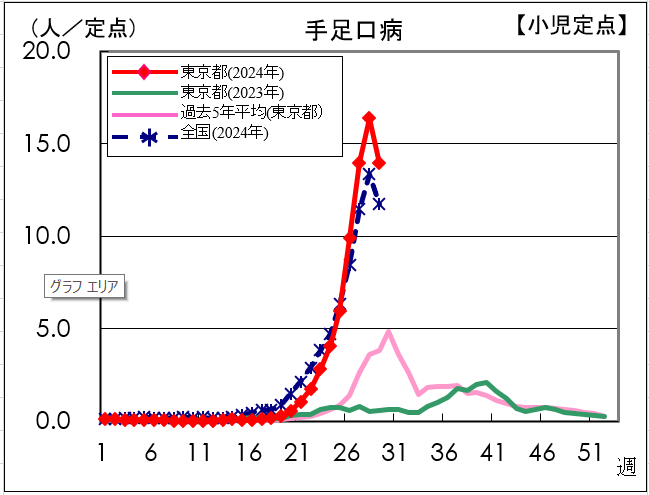 （人／定点）
手足口病
【小児定点】
20.0
東京都(2024年)
東京都(2023年)
過去5年平均(東京都）
全国(2024年)
15.0
10.0
グラフ エリア
5.0
0.0
1 6 11 16 21 26 31 36 41 46 51
週